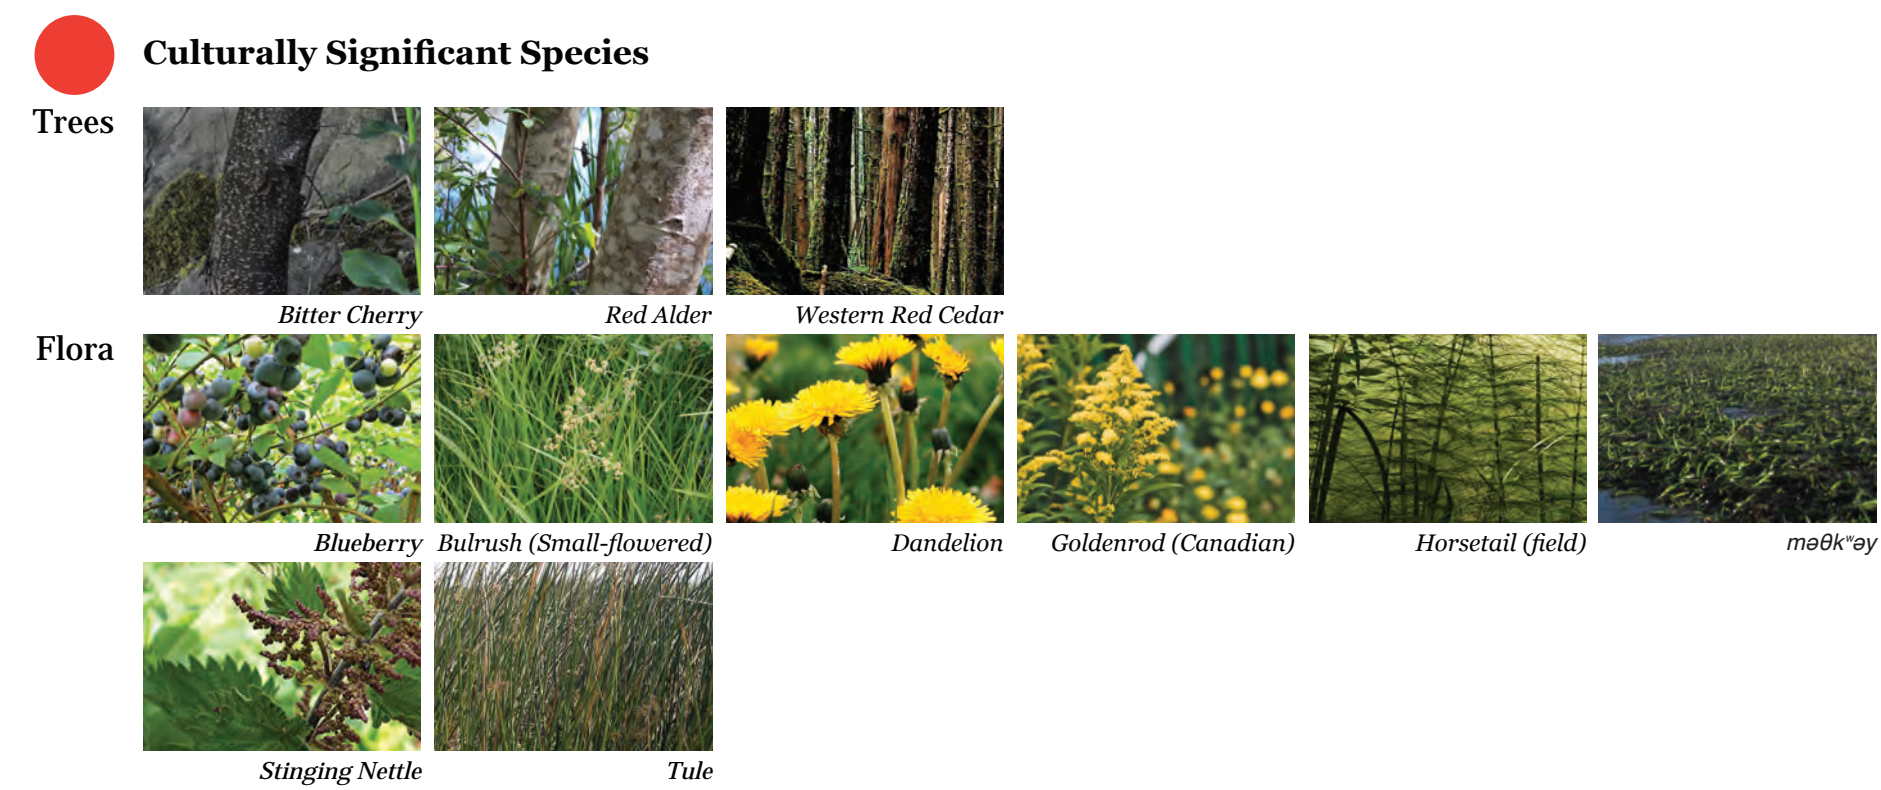 Culturally Significant Species
Trees
Bitter Cherry
Red Alder
Western Red Cedar
Flora
Blueberry
Bulrush (Small-flowered)
Dandelion
Goldenrod (Canadian)
Horsetail (field)
məθkʷəy
Stinging Nettle
Tule